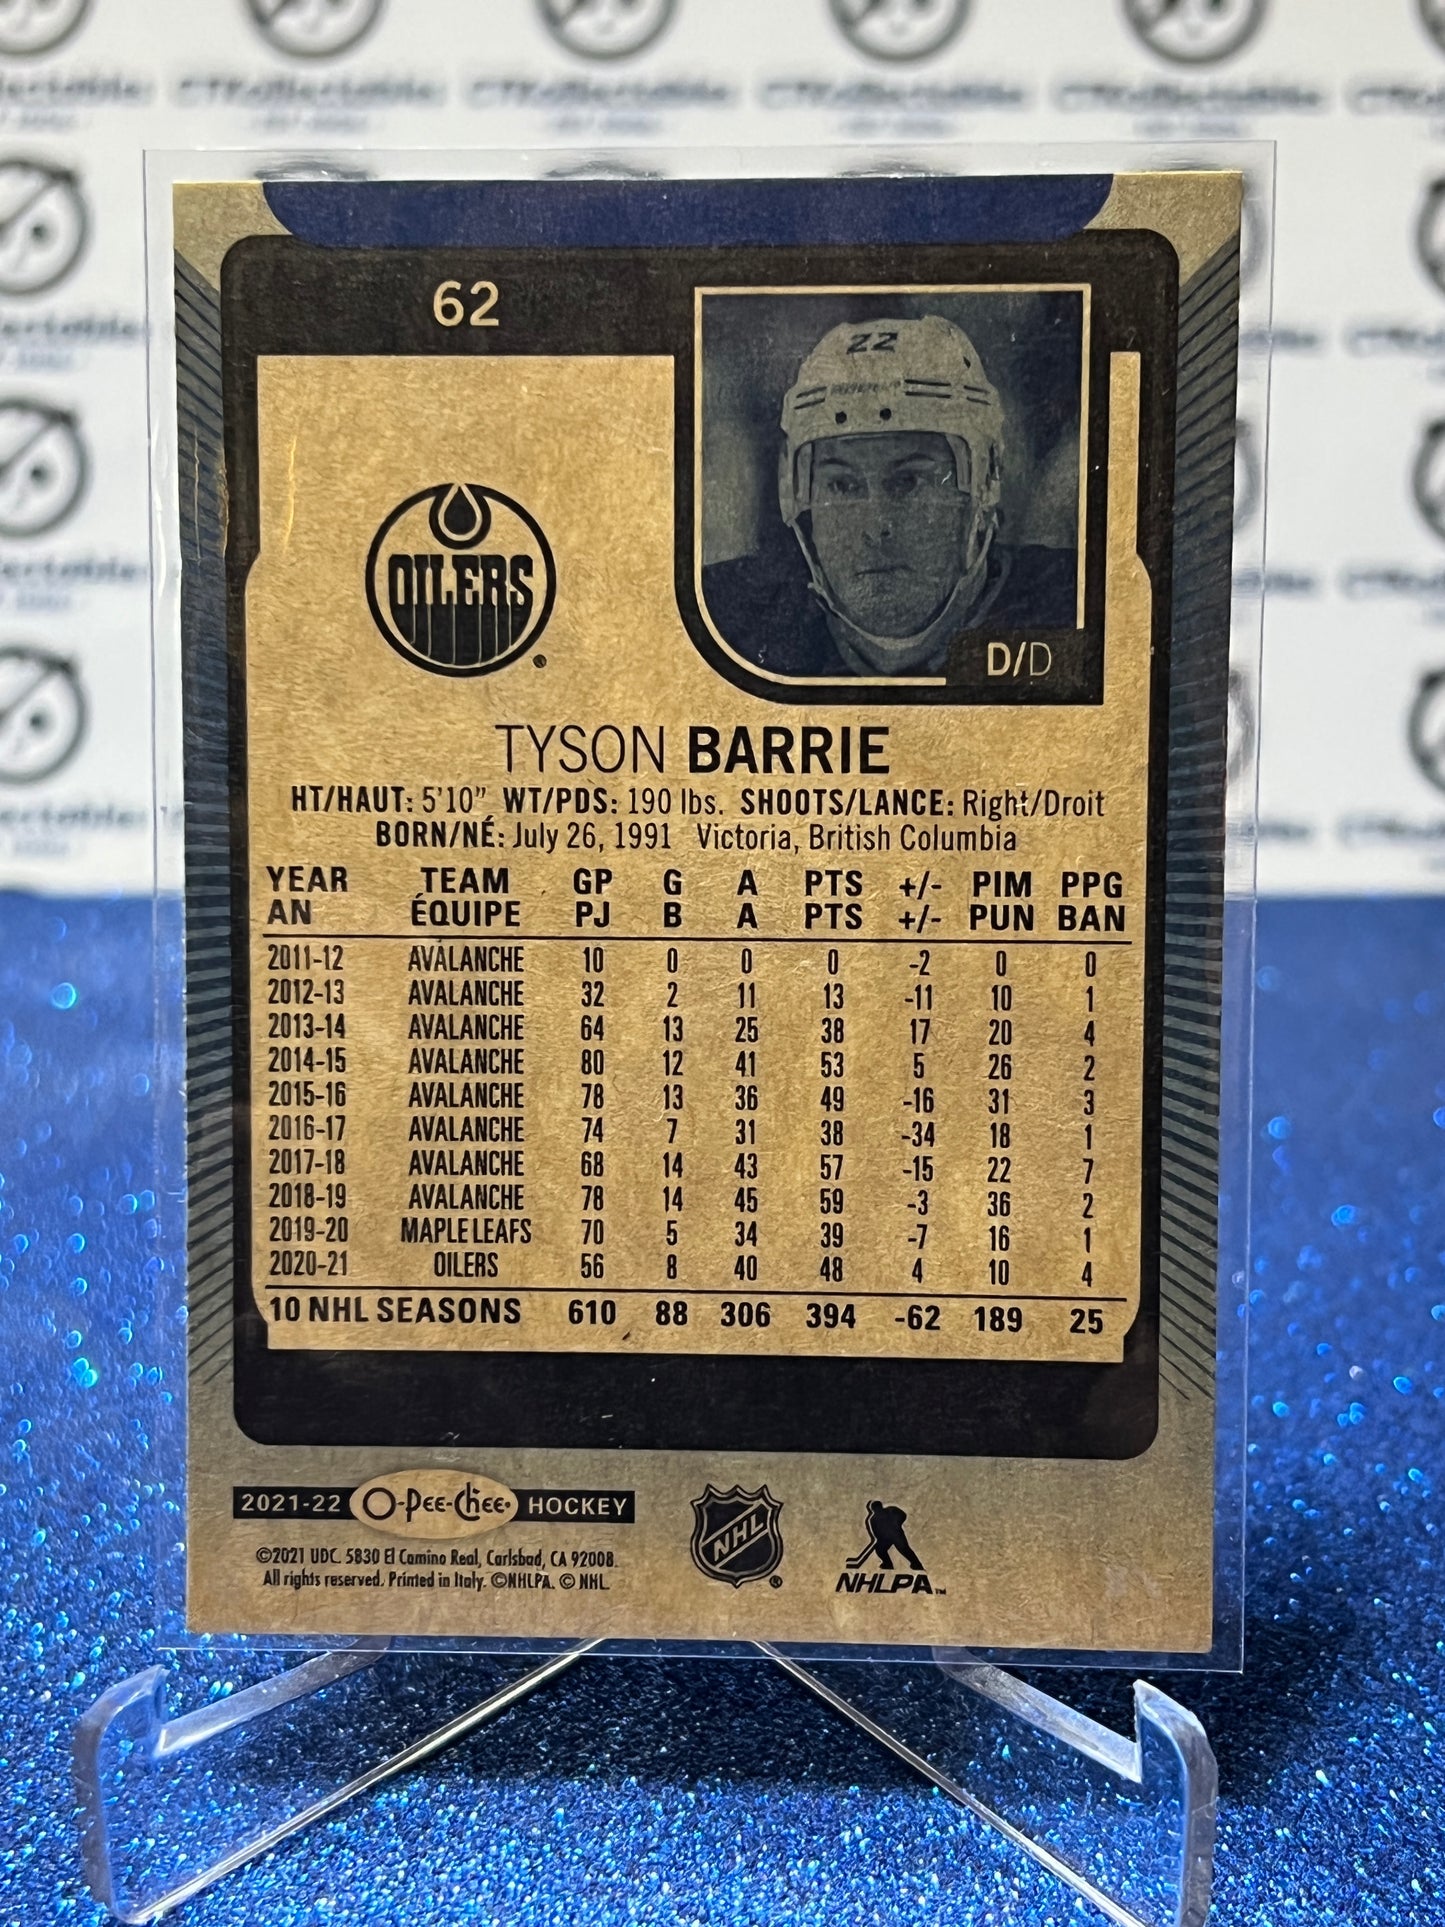 62
22
OILERS
D/D
TYSON BARRIE
HT/HAUT: 5'10" WT/PDS: 190 lbs. SHOOTS/LANCE: Right/Droit
BORN/NÉ: July 26, 1991 Victoria, British Columbia
YEAR TEAM GP G A PTS +/- PIM PPG
AN ÉQUIPE PJ B A PTS +/- PUN BAN
2011-12 AVALANCHE 10 0 0 0 -2 0 0
2012-13 AVALANCHE 32 2 11 13 -11 10 1
2013-14 AVALANCHE 64 13 25 38 17 20 4
2014-15 AVALANCHE 80 12 41 53 5 26 2
2015-16 AVALANCHE 78 13 36 49 -16 31 3
2016-17 AVALANCHE 74 7 31 38 -34 18 1
2017-18 AVALANCHE 68 14 43 57 -15 22 7
2018-19 AVALANCHE 78 14 45 59 -3 36 2
2019-20 MAPLE LEAFS 70 5 34 39 -7 16 1
2020-21 OILERS 56 8 40 48 4 10 4
10 NHL SEASONS 610 88 306 394 -62 189 25
2021-22 O-PEE-CHEE HOCKEY
©2021 UDC. 5830 El Camino Real, Carlsbad, CA 92008.
All rights reserved. Printed in Italy. ©NHLPA. © NHL.
NHL
NHLPA™